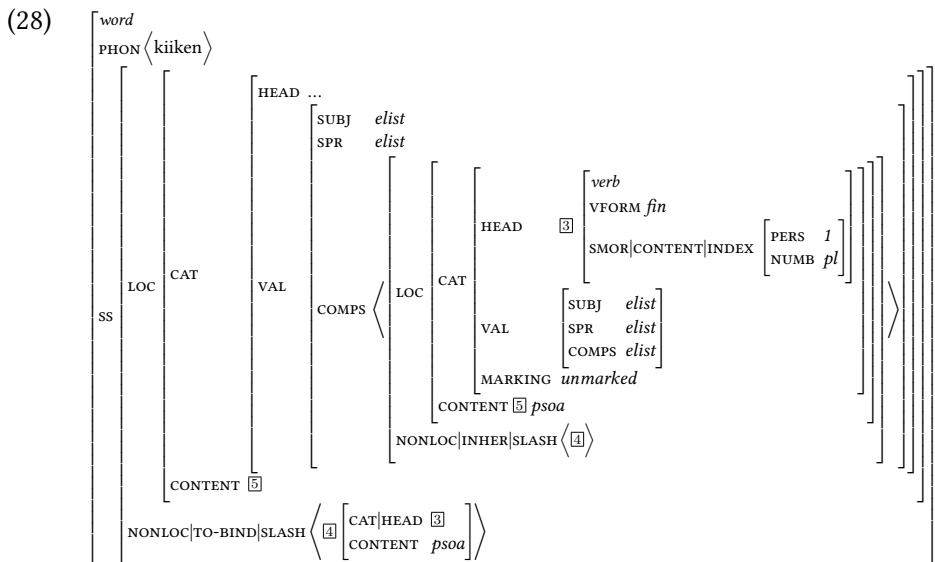 (28)
word
PHON ⟨kiiken⟩
HEAD ...
SUBJ elist
SPR elist
verb
VFORM fin
HEAD 3
SMOR|CONTENT|INDEX
PERS 1
NUMB pl
LOC CAT
SS LOC CAT VAL COMPS
VAL
SUBJ elist
SPR elist
COMPS elist
MARKING unmarked
CONTENT 5 psoa
NONLOC|INHER|SLASH ⟨4⟩
CONTENT 5
NONLOC|TO-BIND|SLASH ⟨4
CAT|HEAD 3
CONTENT psoa⟩